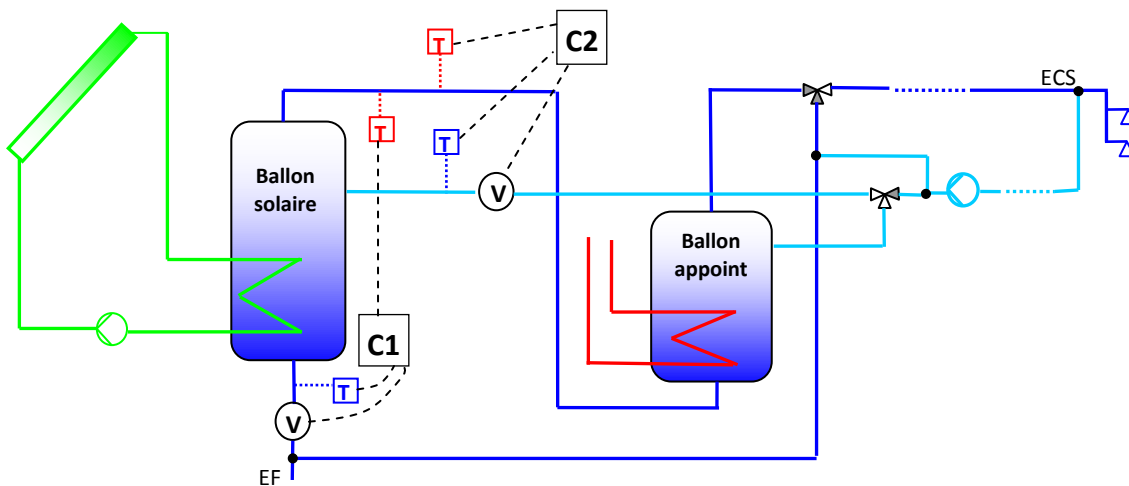 T
C2
ECS
T
T
Ballon
solaire
V
Ballon
appoint
C1
T
V
EF